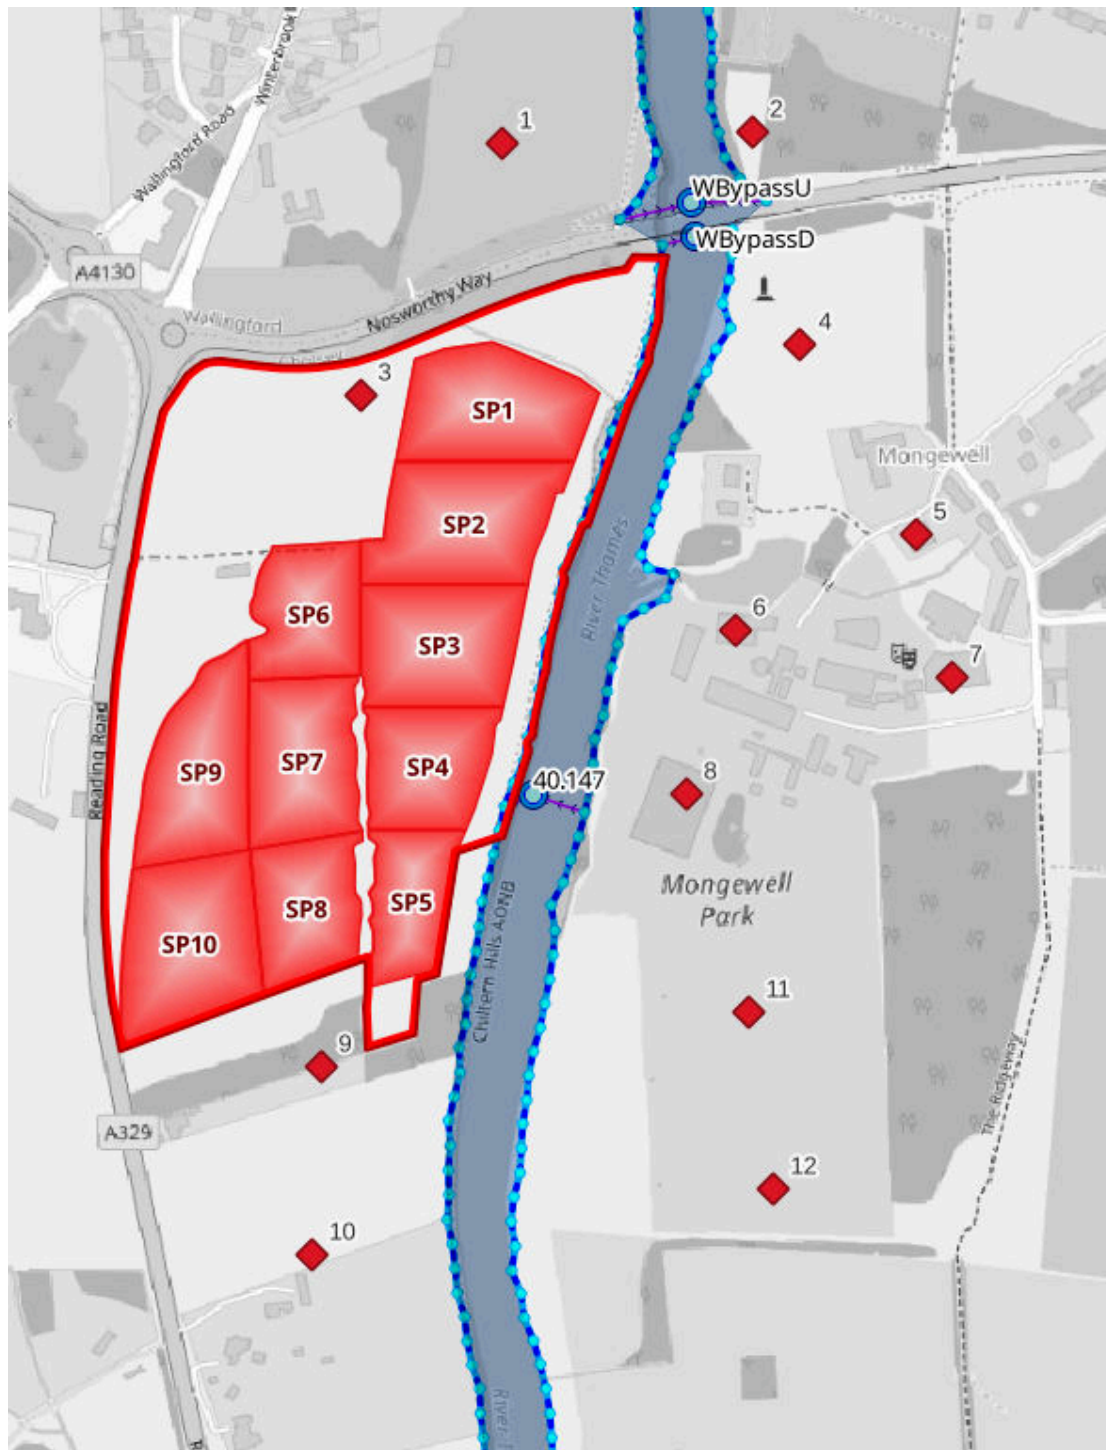 Winterbrook
Wallingford Road
1
2
WBypassU
WBypassD
A4130
Nosworthy Way
Wallingford
Cholsey
3
4
SP1
Mongewell
SP2
5
River Thames
SP6
6
SP3
7
Reading Road
SP9
SP7
SP4
40.147
8
Mongewell
Park
SP8
SP5
SP10
Chiltern Hills AONB
11
9
The Ridgeway
A329
12
10
River